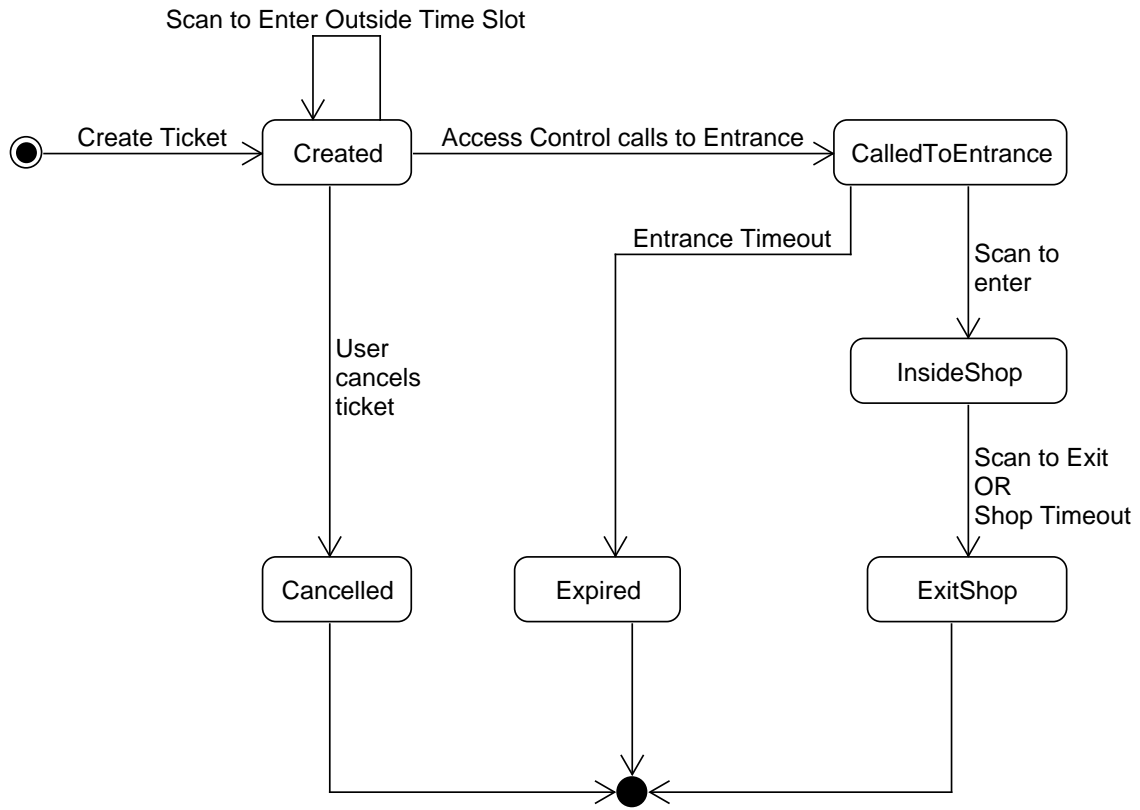 Scan to Enter Outside Time Slot
Create Ticket
Created
Access Control calls to Entrance
CalledToEntrance
Entrance Timeout
Scan to
enter
User
cancels
ticket
InsideShop
Scan to Exit
OR
Shop Timeout
Cancelled
Expired
ExitShop